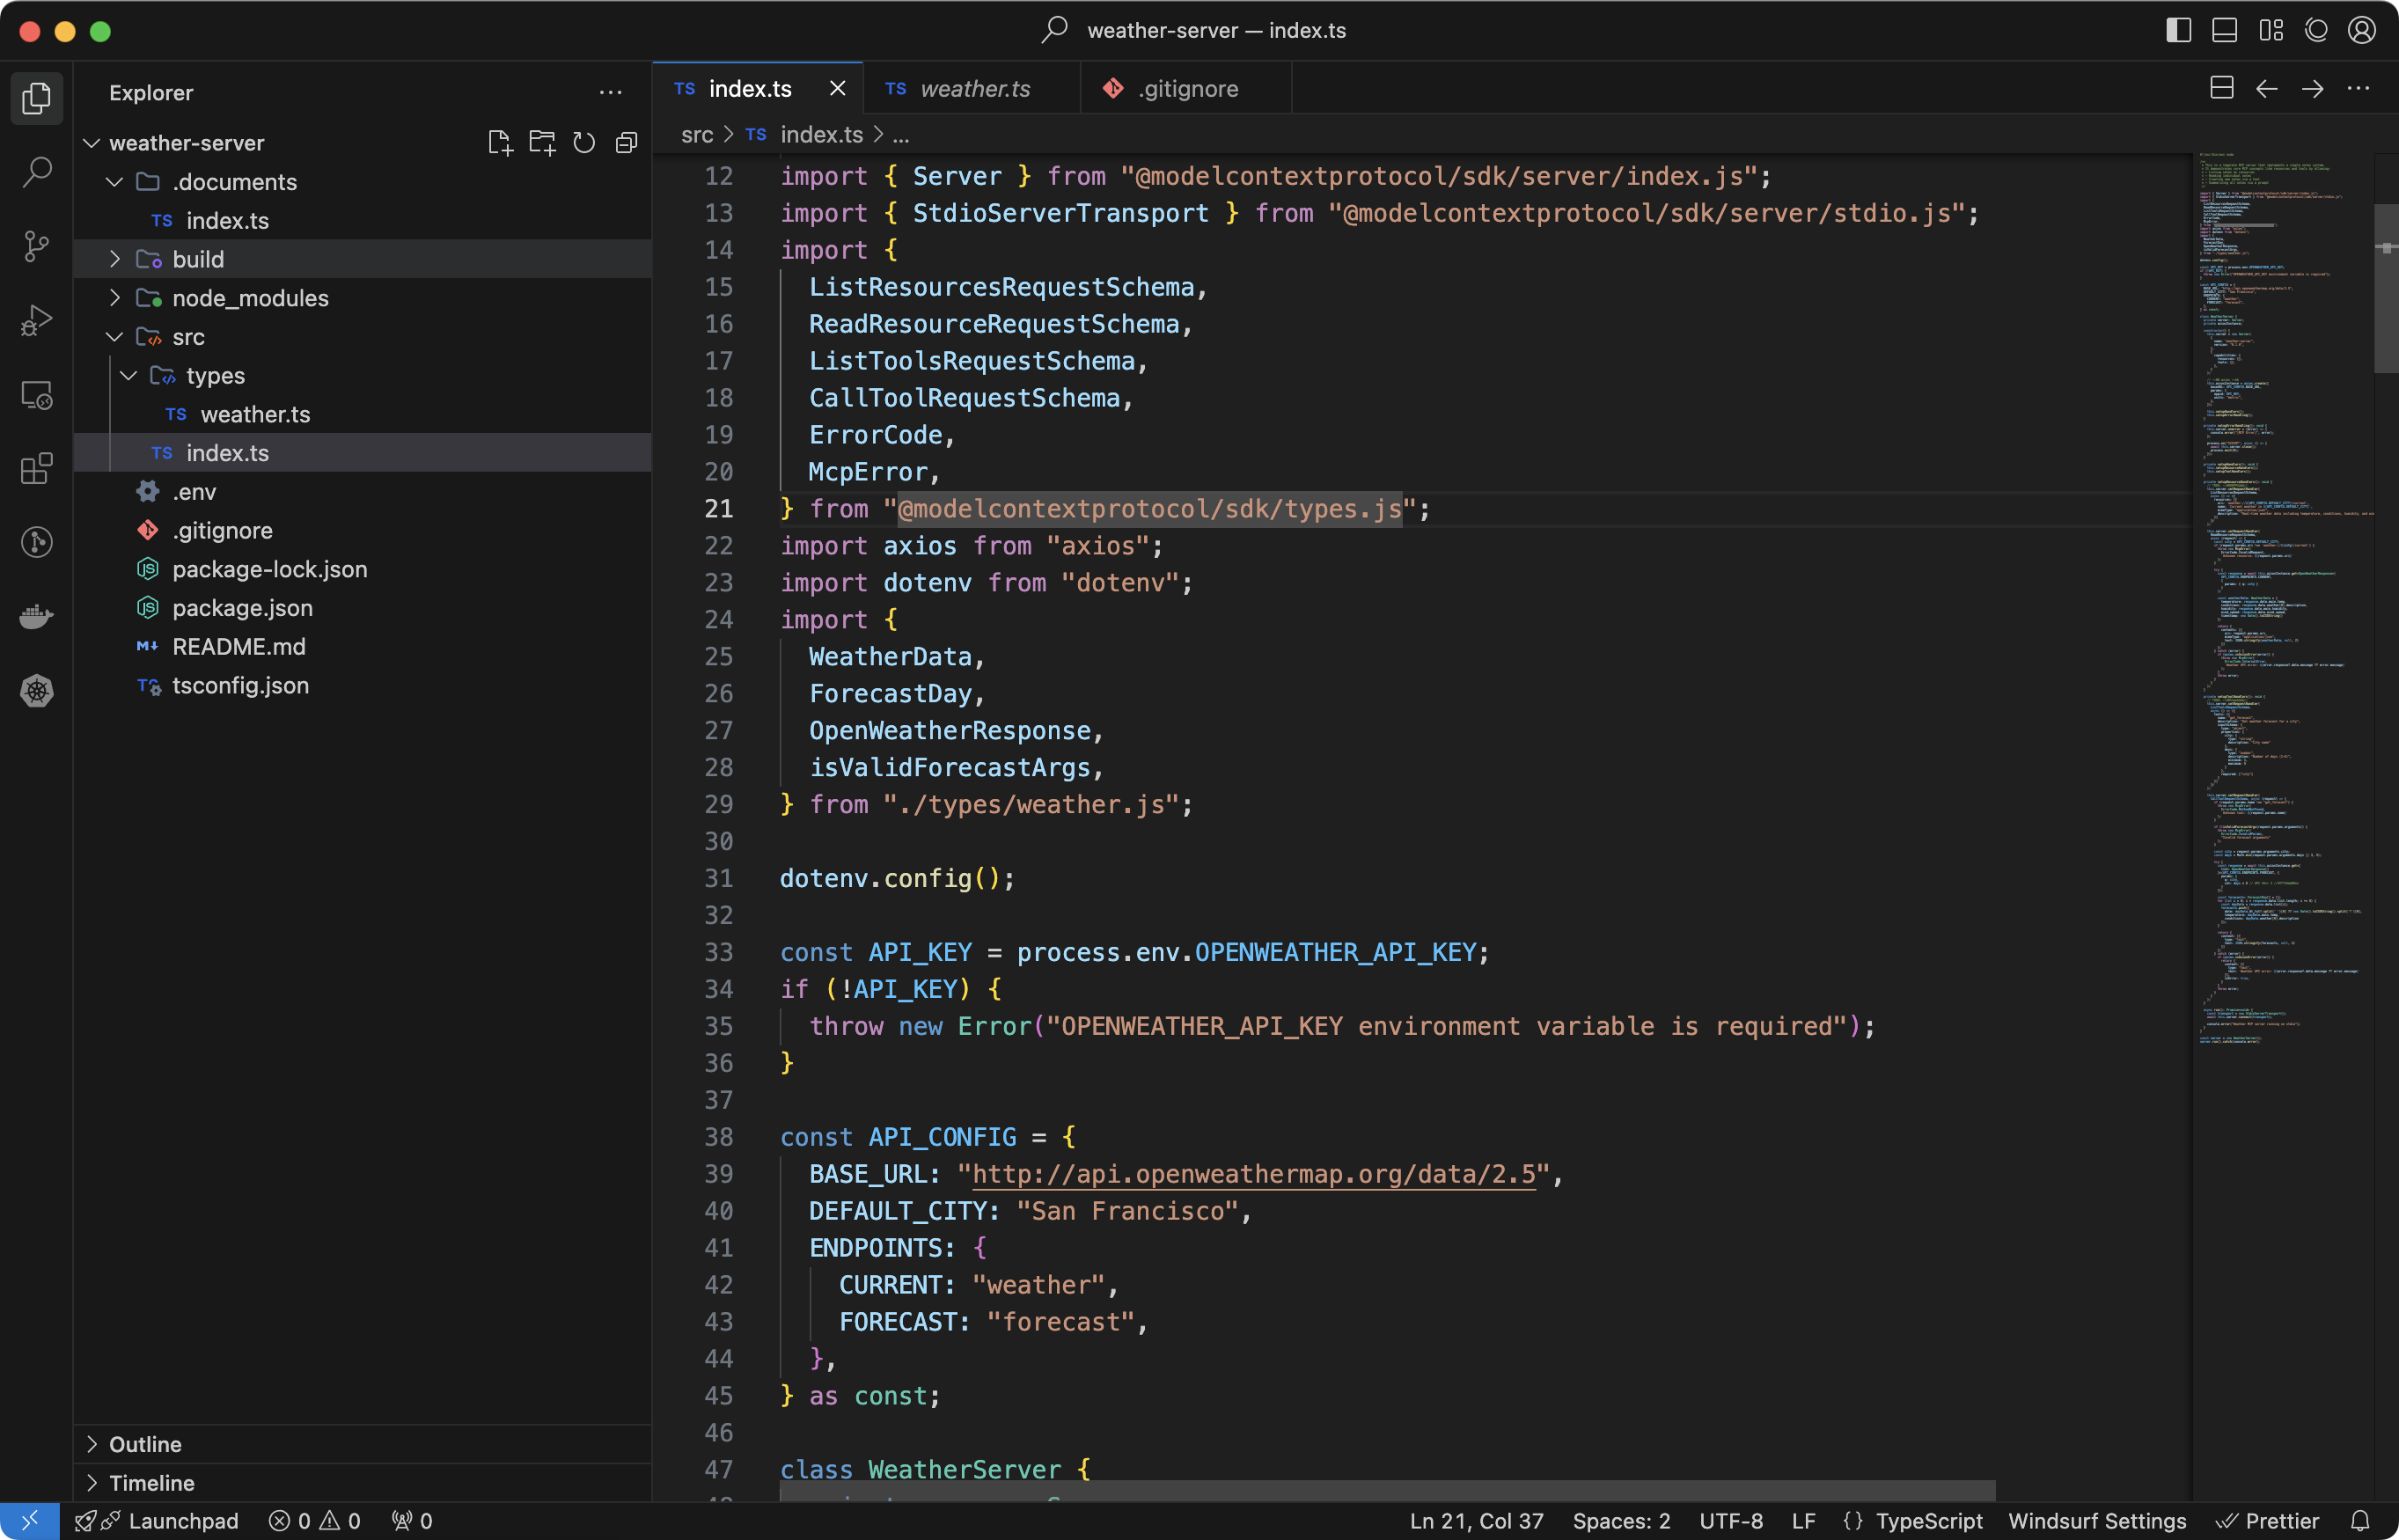 weather-server — index.ts
Explorer
weather-server
.documents
TS index.ts
build
node_modules
src
types
TS weather.ts
TS index.ts
.env
.gitignore
package-lock.json
package.json
README.md
tsconfig.json
Outline
Timeline
TS index.ts
TS weather.ts
.gitignore
src > TS index.ts > ...
12 import { Server } from "@modelcontextprotocol/sdk/server/index.js";
13 import { StdioServerTransport } from "@modelcontextprotocol/sdk/server/stdio.js";
14 import {
15 ListResourcesRequestSchema,
16 ReadResourceRequestSchema,
17 ListToolsRequestSchema,
18 CallToolRequestSchema,
19 ErrorCode,
20 McpError,
21 } from "@modelcontextprotocol/sdk/types.js";
22 import axios from "axios";
23 import dotenv from "dotenv";
24 import {
25 WeatherData,
26 ForecastDay,
27 OpenWeatherResponse,
28 isValidForecastArgs,
29 } from "./types/weather.js";
30
31 dotenv.config();
32
33 const API_KEY = process.env.OPENWEATHER_API_KEY;
34 if (!API_KEY) {
35 throw new Error("OPENWEATHER_API_KEY environment variable is required");
36 }
37
38 const API_CONFIG = {
39 BASE_URL: "http://api.openweathermap.org/data/2.5",
40 DEFAULT_CITY: "San Francisco",
41 ENDPOINTS: {
42 CURRENT: "weather",
43 FORECAST: "forecast",
44 },
45 } as const;
46
47 class WeatherServer {
Launchpad 0 0 0
Ln 21, Col 37 Spaces: 2 UTF-8 LF {} TypeScript Windsurf Settings Prettier